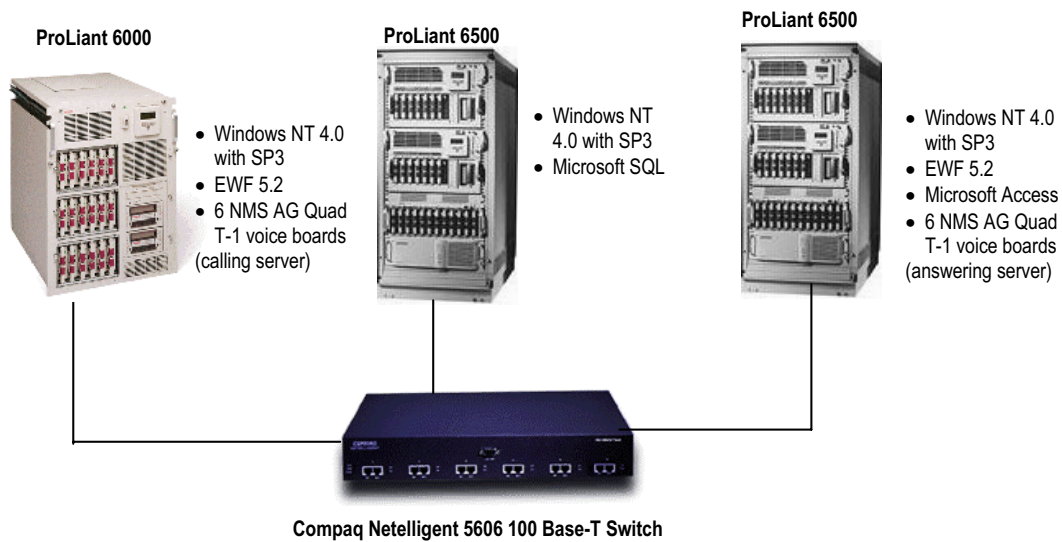 ProLiant 6000
• Windows NT 4.0
with SP3
• EWF 5.2
• 6 NMS AG Quad
T-1 voice boards
(calling server)
ProLiant 6500
• Windows NT
4.0 with SP3
• Microsoft SQL
ProLiant 6500
• Windows NT 4.0
with SP3
• EWF 5.2
• Microsoft Access
• 6 NMS AG Quad
T-1 voice boards
(answering server)
COMPAQ
Compaq Netelligent 5606 100 Base-T Switch